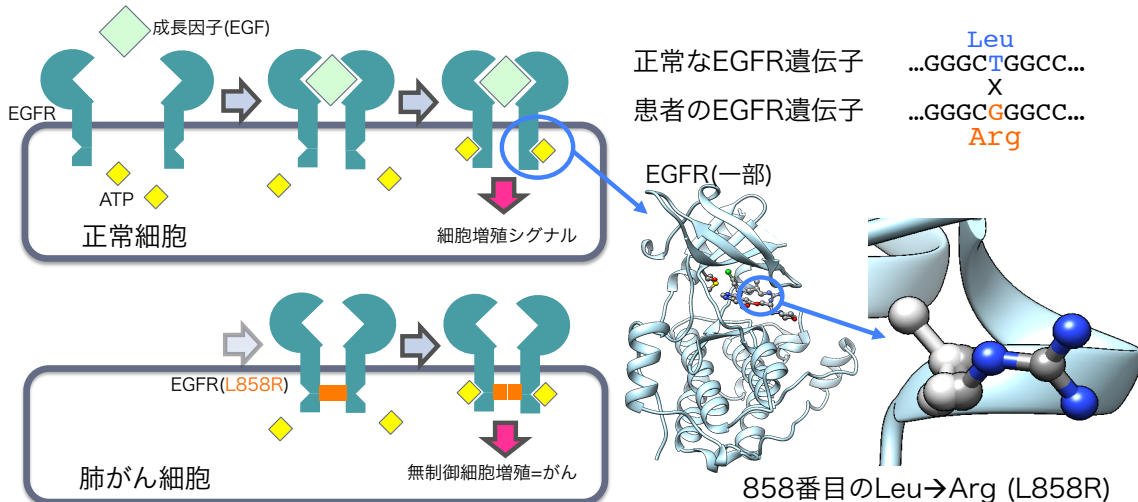 成長因子(EGF)
EGFR
ATP
正常細胞
細胞増殖シグナル
EGFR(L858R)
肺がん細胞
無制御細胞増殖=がん
Leu
正常なEGFR遺伝子 …GGGCTGGCC…
x
患者のEGFR遺伝子 …GGGCGGGCC…
Arg
EGFR(一部)
858番目のLeu→Arg (L858R)